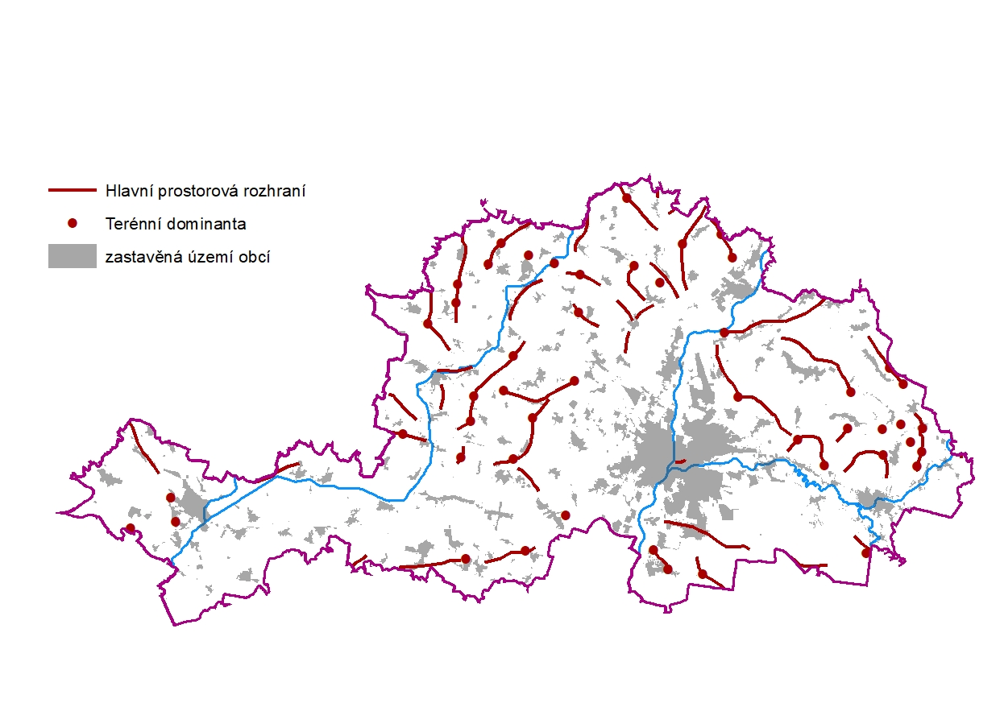 Hlavní prostorová rozhraní
Terénní dominanta
zastavěná území obcí